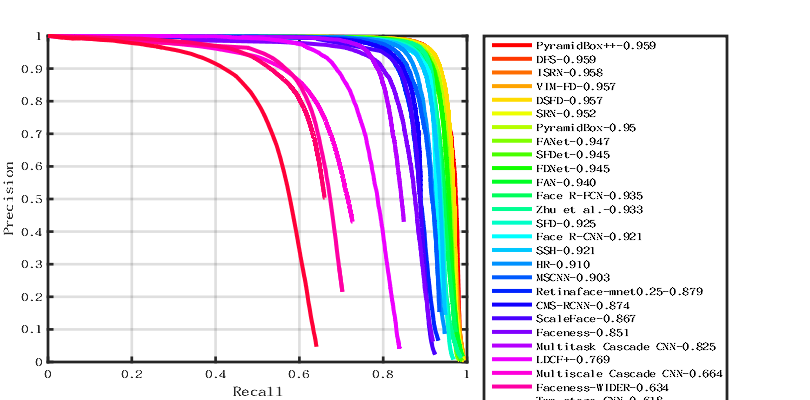 1
0.9
0.8
0.7
0.6
0.5
0.4
0.3
0.2
0.1
0
Precision
0 0.2 0.4 0.6 0.8 1
Recall
PyramidBox++-0.959
DFS-0.959
ISRN-0.958
VIM-FD-0.957
DSFD-0.957
SRN-0.952
PyramidBox-0.95
FANet-0.947
SFDet-0.945
FDNet-0.945
FAN-0.940
Face R-FCN-0.935
Zhu et al.-0.933
SFD-0.925
Face R-CNN-0.921
SSH-0.921
HR-0.910
MSCNN-0.903
Retinaface-mnet0.25-0.879
CMS-RCNN-0.874
ScaleFace-0.867
Faceness-0.851
Multitask Cascade CNN-0.825
LDCF+-0.769
Multiscale Cascade CNN-0.664
Faceness-WIDER-0.634